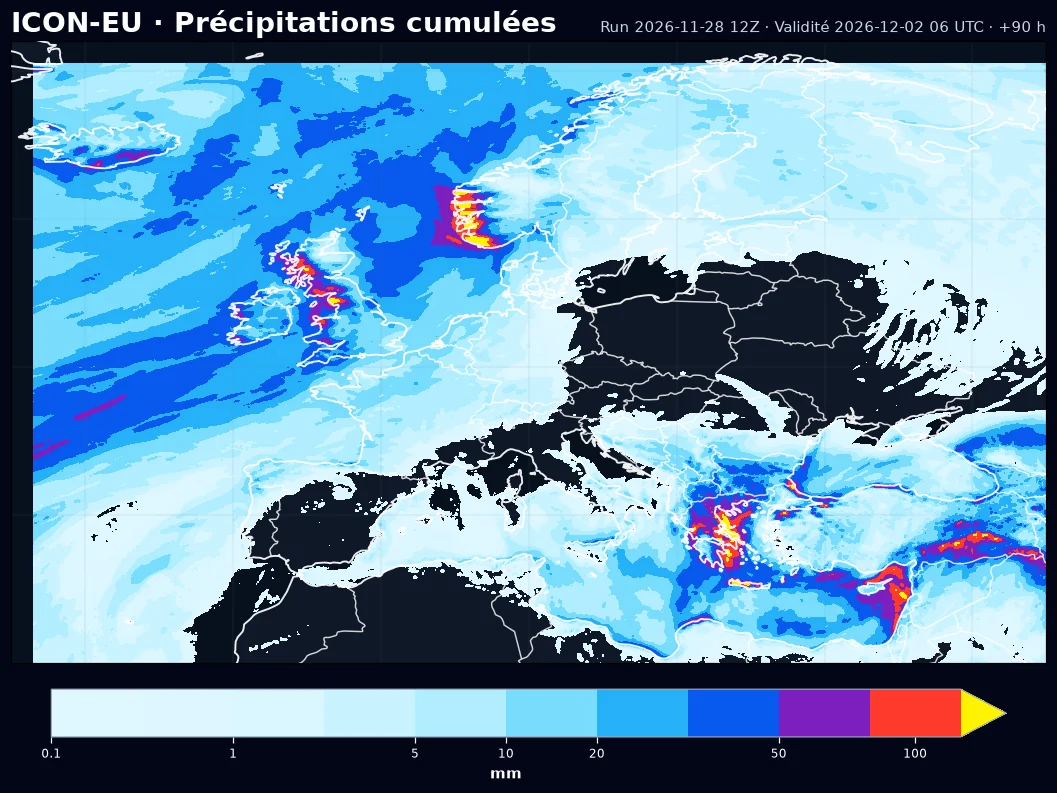 ICON-EU · Précipitations cumulées
Run 2026-11-28 12Z · Validité 2026-12-02 06 UTC · +90 h
0.1 1 5 10 20 50 100
mm